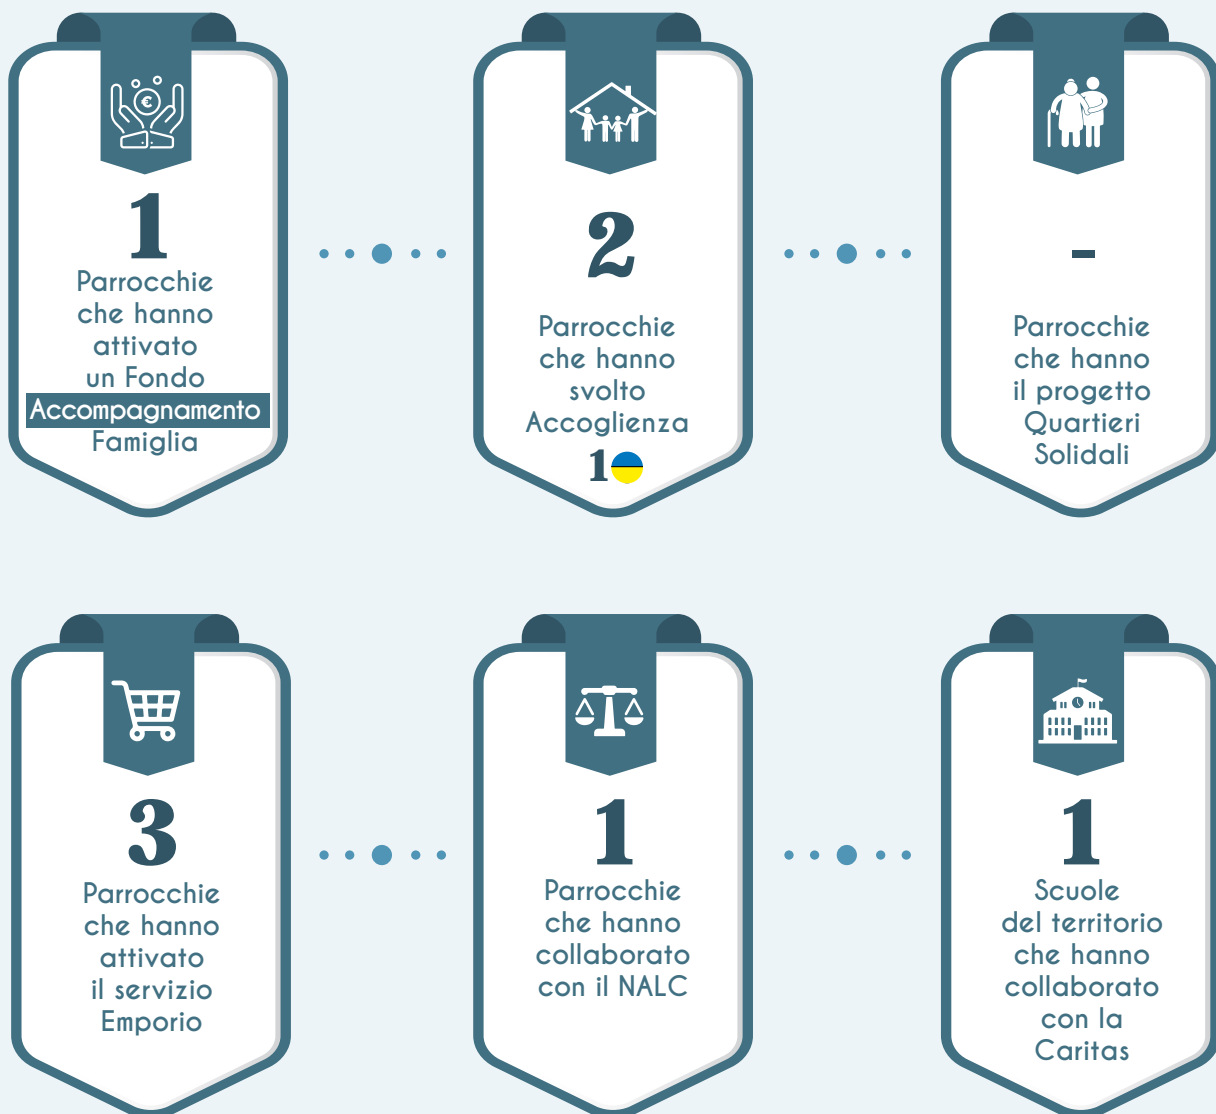 €
1
Parrocchie
che hanno
attivato
un Fondo
Accompagnamento
Famiglia
2
Parrocchie
che hanno
svolto
Accoglienza
1
-
Parrocchie
che hanno
il progetto
Quartieri
Solidali
3
Parrocchie
che hanno
attivato
il servizio
Emporio
1
Parrocchie
che hanno
collaborato
con il NALC
1
Scuole
del territorio
che hanno
collaborato
con la
Caritas